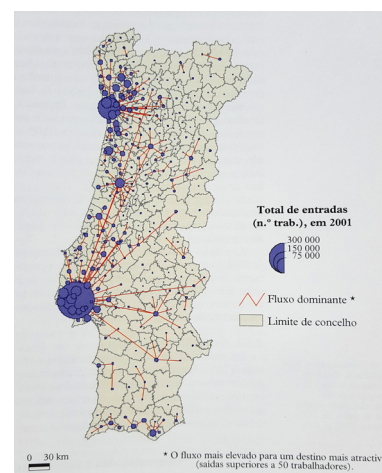 Total de entradas
(n.º trab.), em 2001
300 000
150 000
75 000
Fluxo dominante *
Limite de concelho
0 30 km
* O fluxo mais elevado para um destino mais atractiv
(saídas superiores a 50 trabalhadores).